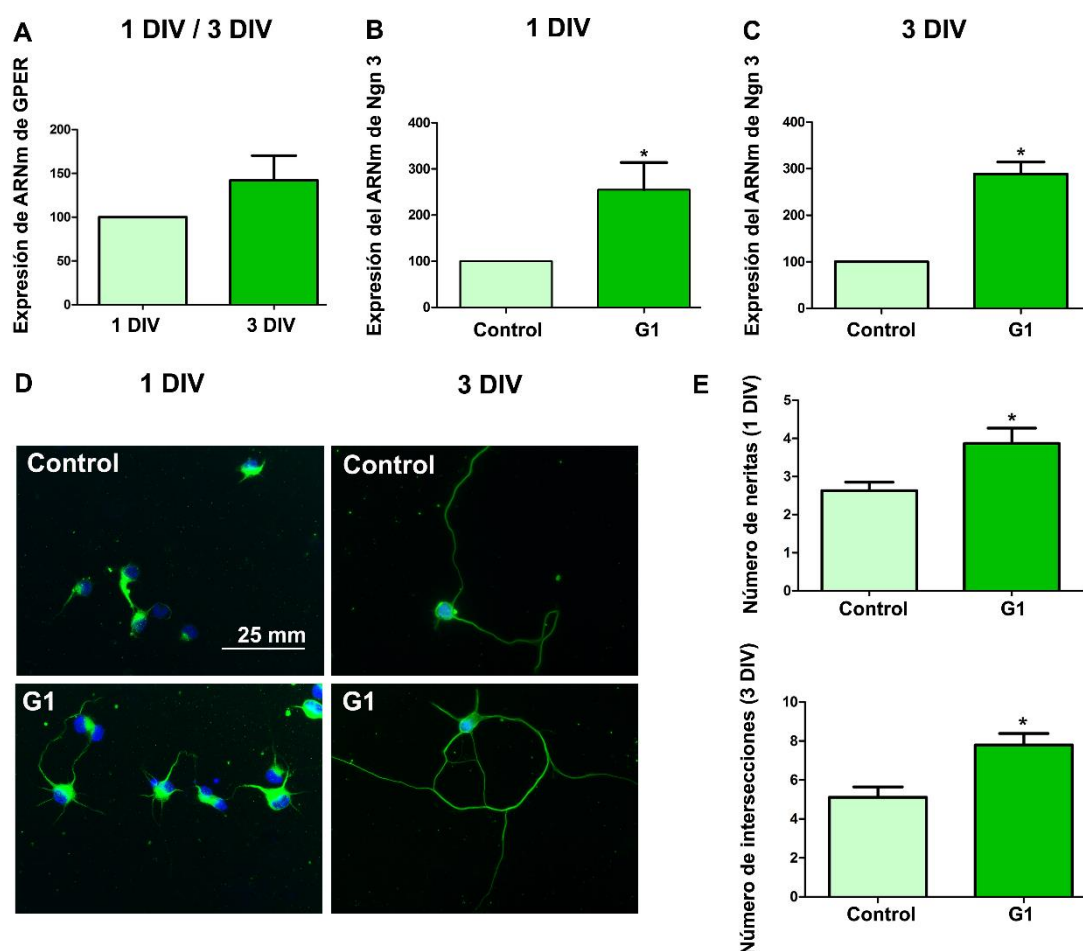 A
1 DIV / 3 DIV
Expresión de ARNm de GPER
200
150
100
50
0
1 DIV
3 DIV
B
1 DIV
Expresión del ARNm de Ngn 3
400
300
200
100
0
*
Control
G1
C
3 DIV
Expresión del ARNm de Ngn 3
400
300
200
100
0
*
Control
G1
D
1 DIV
3 DIV
Control
25 mm
Control
G1
G1
E
Número de neritas (1 DIV)
5
4
3
2
1
0
*
Control
G1
Número de intersecciones (3 DIV)
10
8
6
4
2
0
*
Control
G1